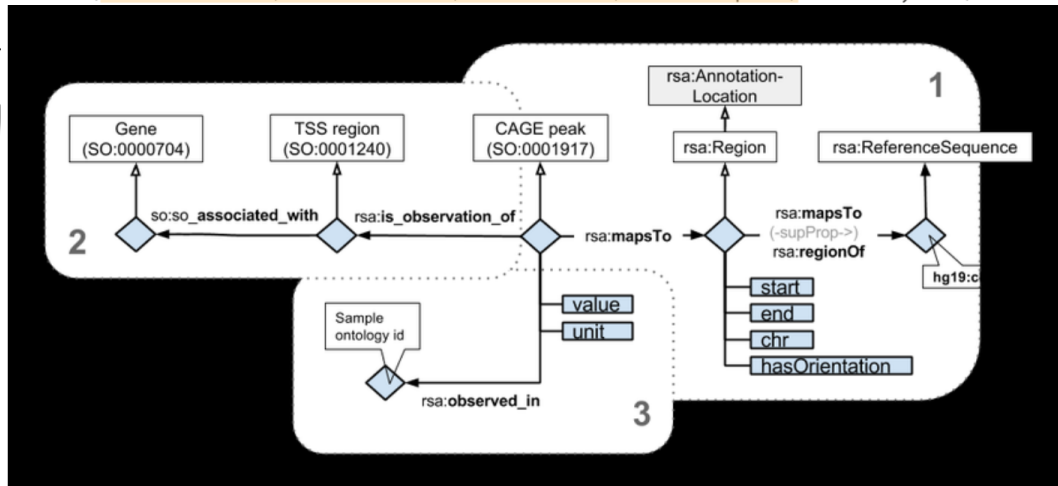 rsa:Annotation-
Location
1
Gene
(SO:0000704)
TSS region
(SO:0001240)
CAGE peak
(SO:0001917)
rsa:Region
rsa:ReferenceSequence
so:so_associated_with
rsa:is_observation_of
rsa:mapsTo
rsa:mapsTo
(-supProp->)
rsa:regionOf
2
hg19:c
start
end
chr
hasOrientation
value
unit
Sample
ontology id
rsa:observed_in
3